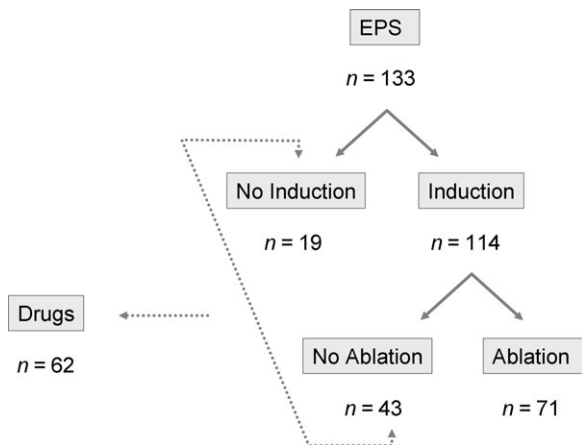 EPS
n = 133
No Induction Induction
n = 19 n = 114
Drugs
n = 62
No Ablation Ablation
n = 43 n = 71